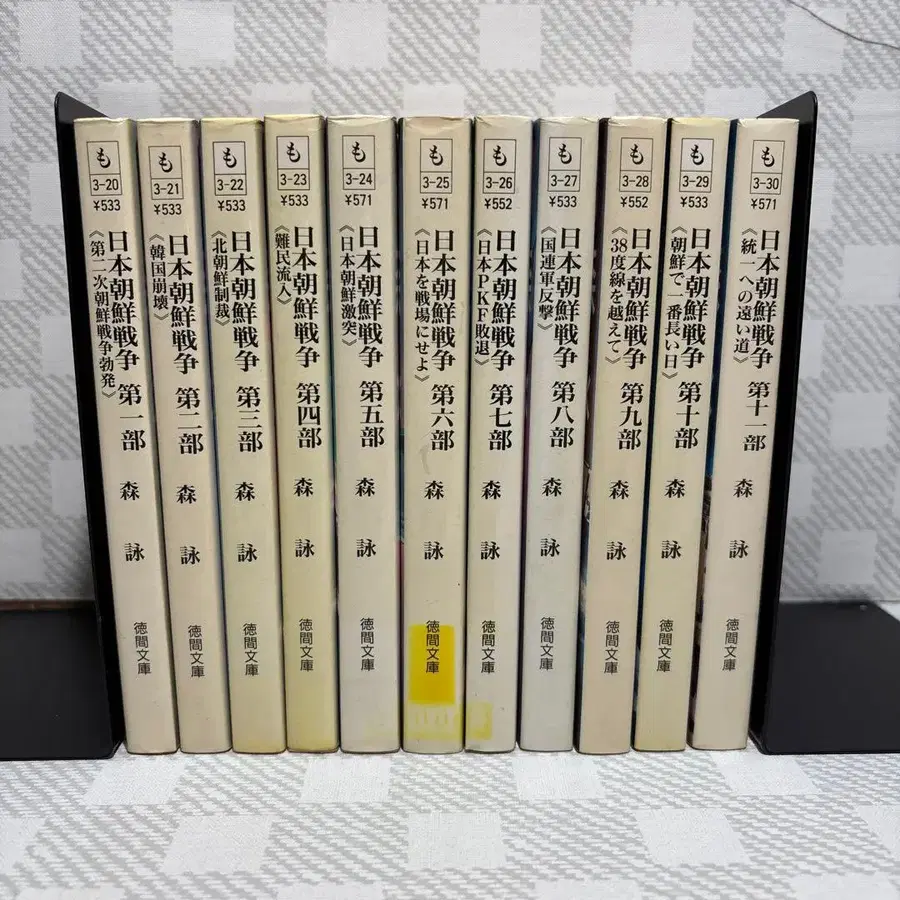 も
3-20
¥533
日本朝鮮戦争 第一部
《第二次朝鮮戦争勃発》
森 詠
徳間文庫
も
3-21
¥533
日本朝鮮戦争 第二部
《韓国崩壊》
森 詠
徳間文庫
も
3-22
¥533
日本朝鮮戦争 第三部
《北朝鮮制裁》
森 詠
徳間文庫
も
3-23
¥533
日本朝鮮戦争 第四部
《難民流入》
森 詠
徳間文庫
も
3-24
¥571
日本朝鮮戦争 第五部
《日本朝鮮激突》
森 詠
徳間文庫
も
3-25
¥571
日本朝鮮戦争 第六部
《日本を戦場にせよ》
森 詠
徳間文庫
も
3-26
¥552
日本朝鮮戦争 第七部
《日本PKF敗退》
森 詠
徳間文庫
も
3-27
¥533
日本朝鮮戦争 第八部
《国連軍反撃》
森 詠
徳間文庫
も
3-28
¥552
日本朝鮮戦争 第九部
《38度線を越えて》
森 詠
徳間文庫
も
3-29
¥533
日本朝鮮戦争 第十部
《朝鮮で一番長い日》
森 詠
徳間文庫
も
3-30
¥571
日本朝鮮戦争 第十一部
《統一への遠い道》
森 詠
徳間文庫